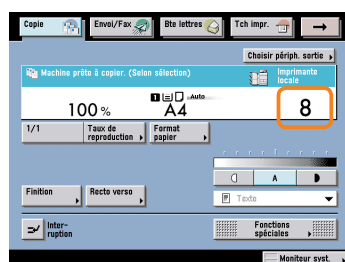 Copie
Envoi/Fax
Bte lettres
Tch impr.
Choisir périph. sortie
Machine prête à copier. (Selon sélection)
Imprimante
locale
100 %
1
Auto
A4
8
1/1
Taux de
reproduction
Format
papier
A
Finition
Recto verso
Texte
Inter-
ruption
Fonctions
spéciales
Moniteur syst.